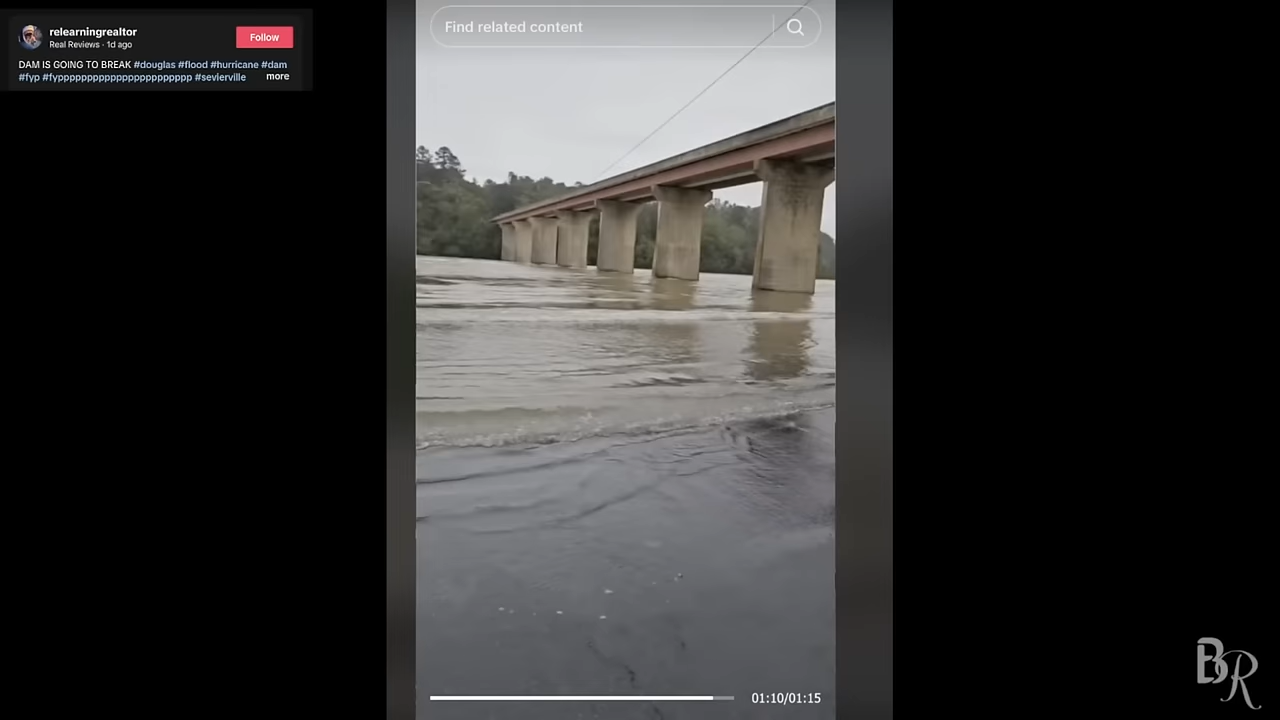 relearningrealtor
Real Reviews · 1d ago
Follow
DAM IS GOING TO BREAK #douglas #flood #hurricane #dam
#fyp #fypppppppppppppppppppppppp #sevierville more
Find related content
01:10/01:15
BR